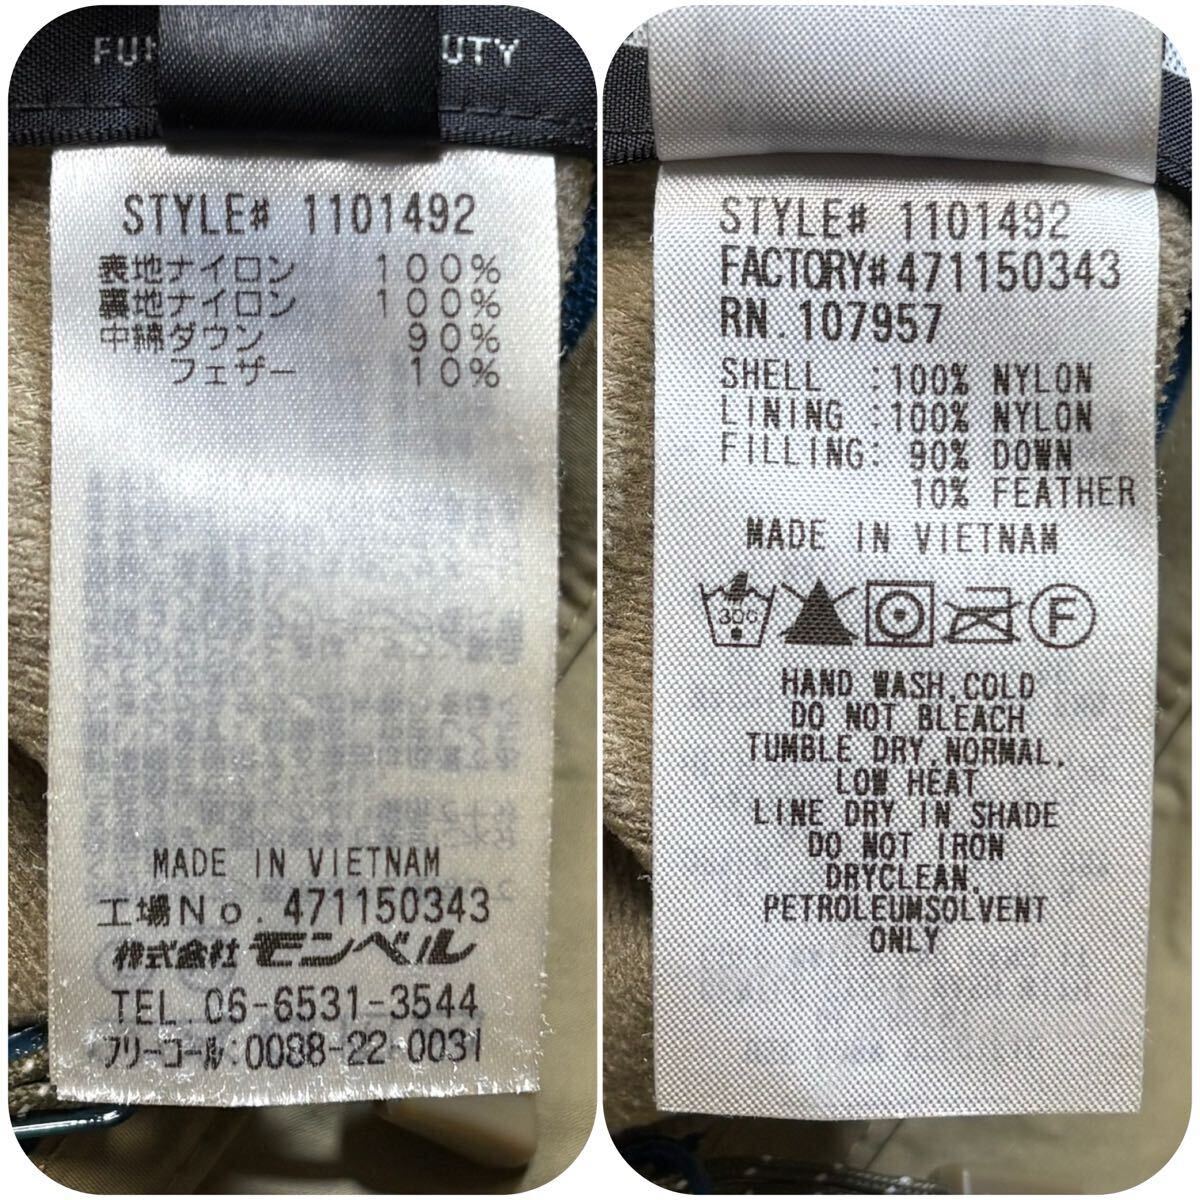 STYLE# 1101492
表地ナイロン 100%
裏地ナイロン 100%
中綿ダウン 90%
フェザー 10%
MADE IN VIETNAM
工場No. 471150343
株式会社モンベル
TEL. 06-6531-3544
フリーコール:0088-22-0031
STYLE# 1101492
FACTORY#471150343
RN. 107957
SHELL :100% NYLON
LINING :100% NYLON
FILLING: 90% DOWN
10% FEATHER
MADE IN VIETNAM
30C F
HAND WASH,COLD
DO NOT BLEACH
TUMBLE DRY,NORMAL,
LOW HEAT
LINE DRY IN SHADE
DO NOT IRON
DRYCLEAN,
PETROLEUMSOLVENT
ONLY